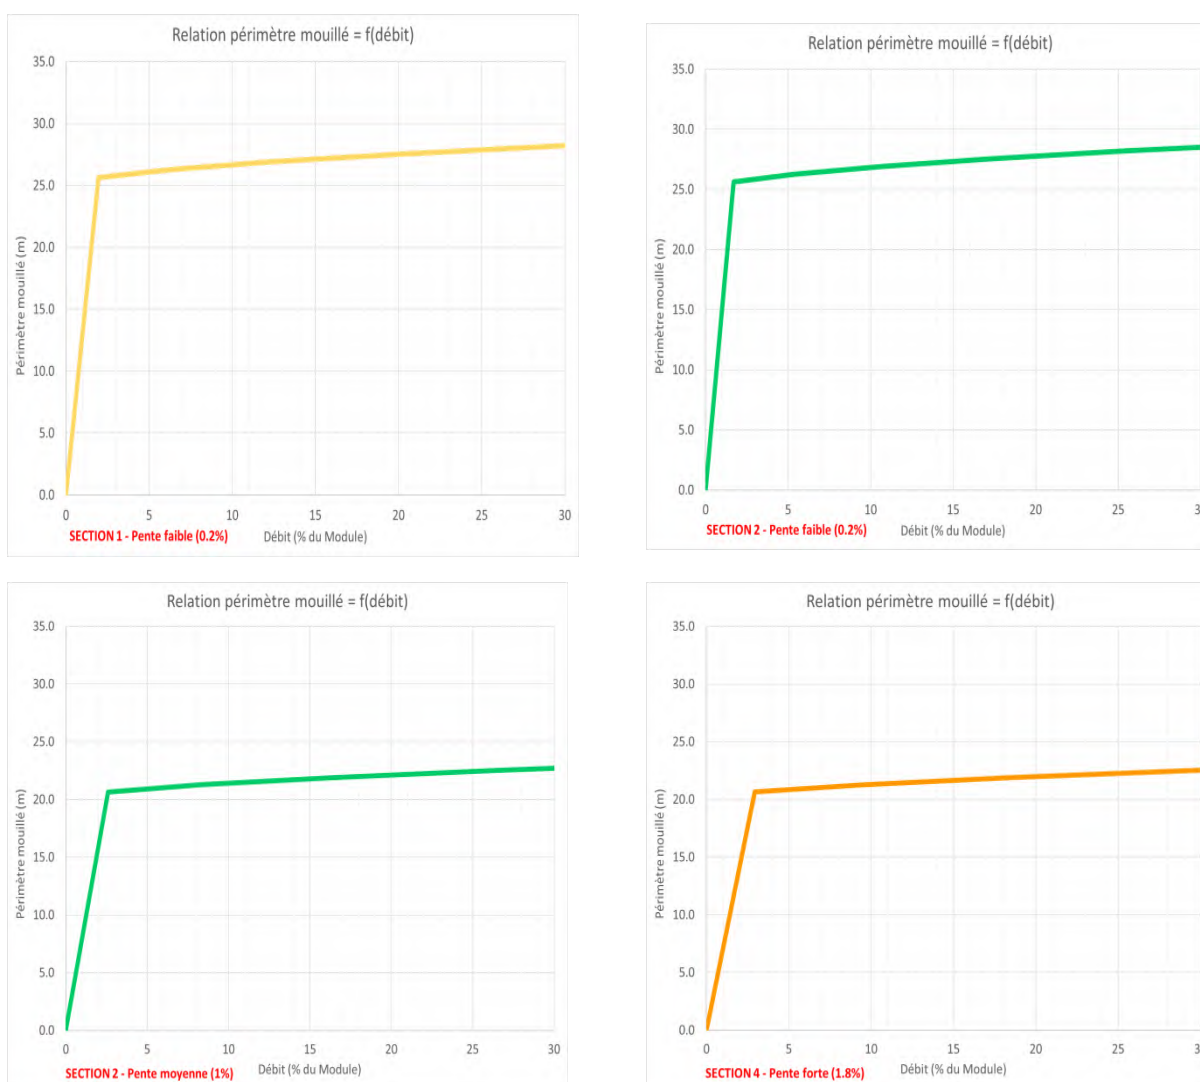 Relation périmètre mouillé = f(débit)
35.0
30.0
25.0
20.0
15.0
10.0
5.0
0.0
Périmètre mouillé (m)
0 5 10 15 20 25 30
SECTION 1 - Pente faible (0.2%) Débit (% du Module)
Relation périmètre mouillé = f(débit)
35.0
30.0
25.0
20.0
15.0
10.0
5.0
0.0
Périmètre mouillé (m)
0 5 10 15 20 25
SECTION 2 - Pente faible (0.2%) Débit (% du Module)
Relation périmètre mouillé = f(débit)
35.0
30.0
25.0
20.0
15.0
10.0
5.0
0.0
Périmètre mouillé (m)
0 5 10 15 20 25 30
SECTION 2 - Pente moyenne (1%) Débit (% du Module)
Relation périmètre mouillé = f(débit)
35.0
30.0
25.0
20.0
15.0
10.0
5.0
0.0
Périmètre mouillé (m)
0 5 10 15 20 25
SECTION 4 - Pente forte (1.8%) Débit (% du Module)